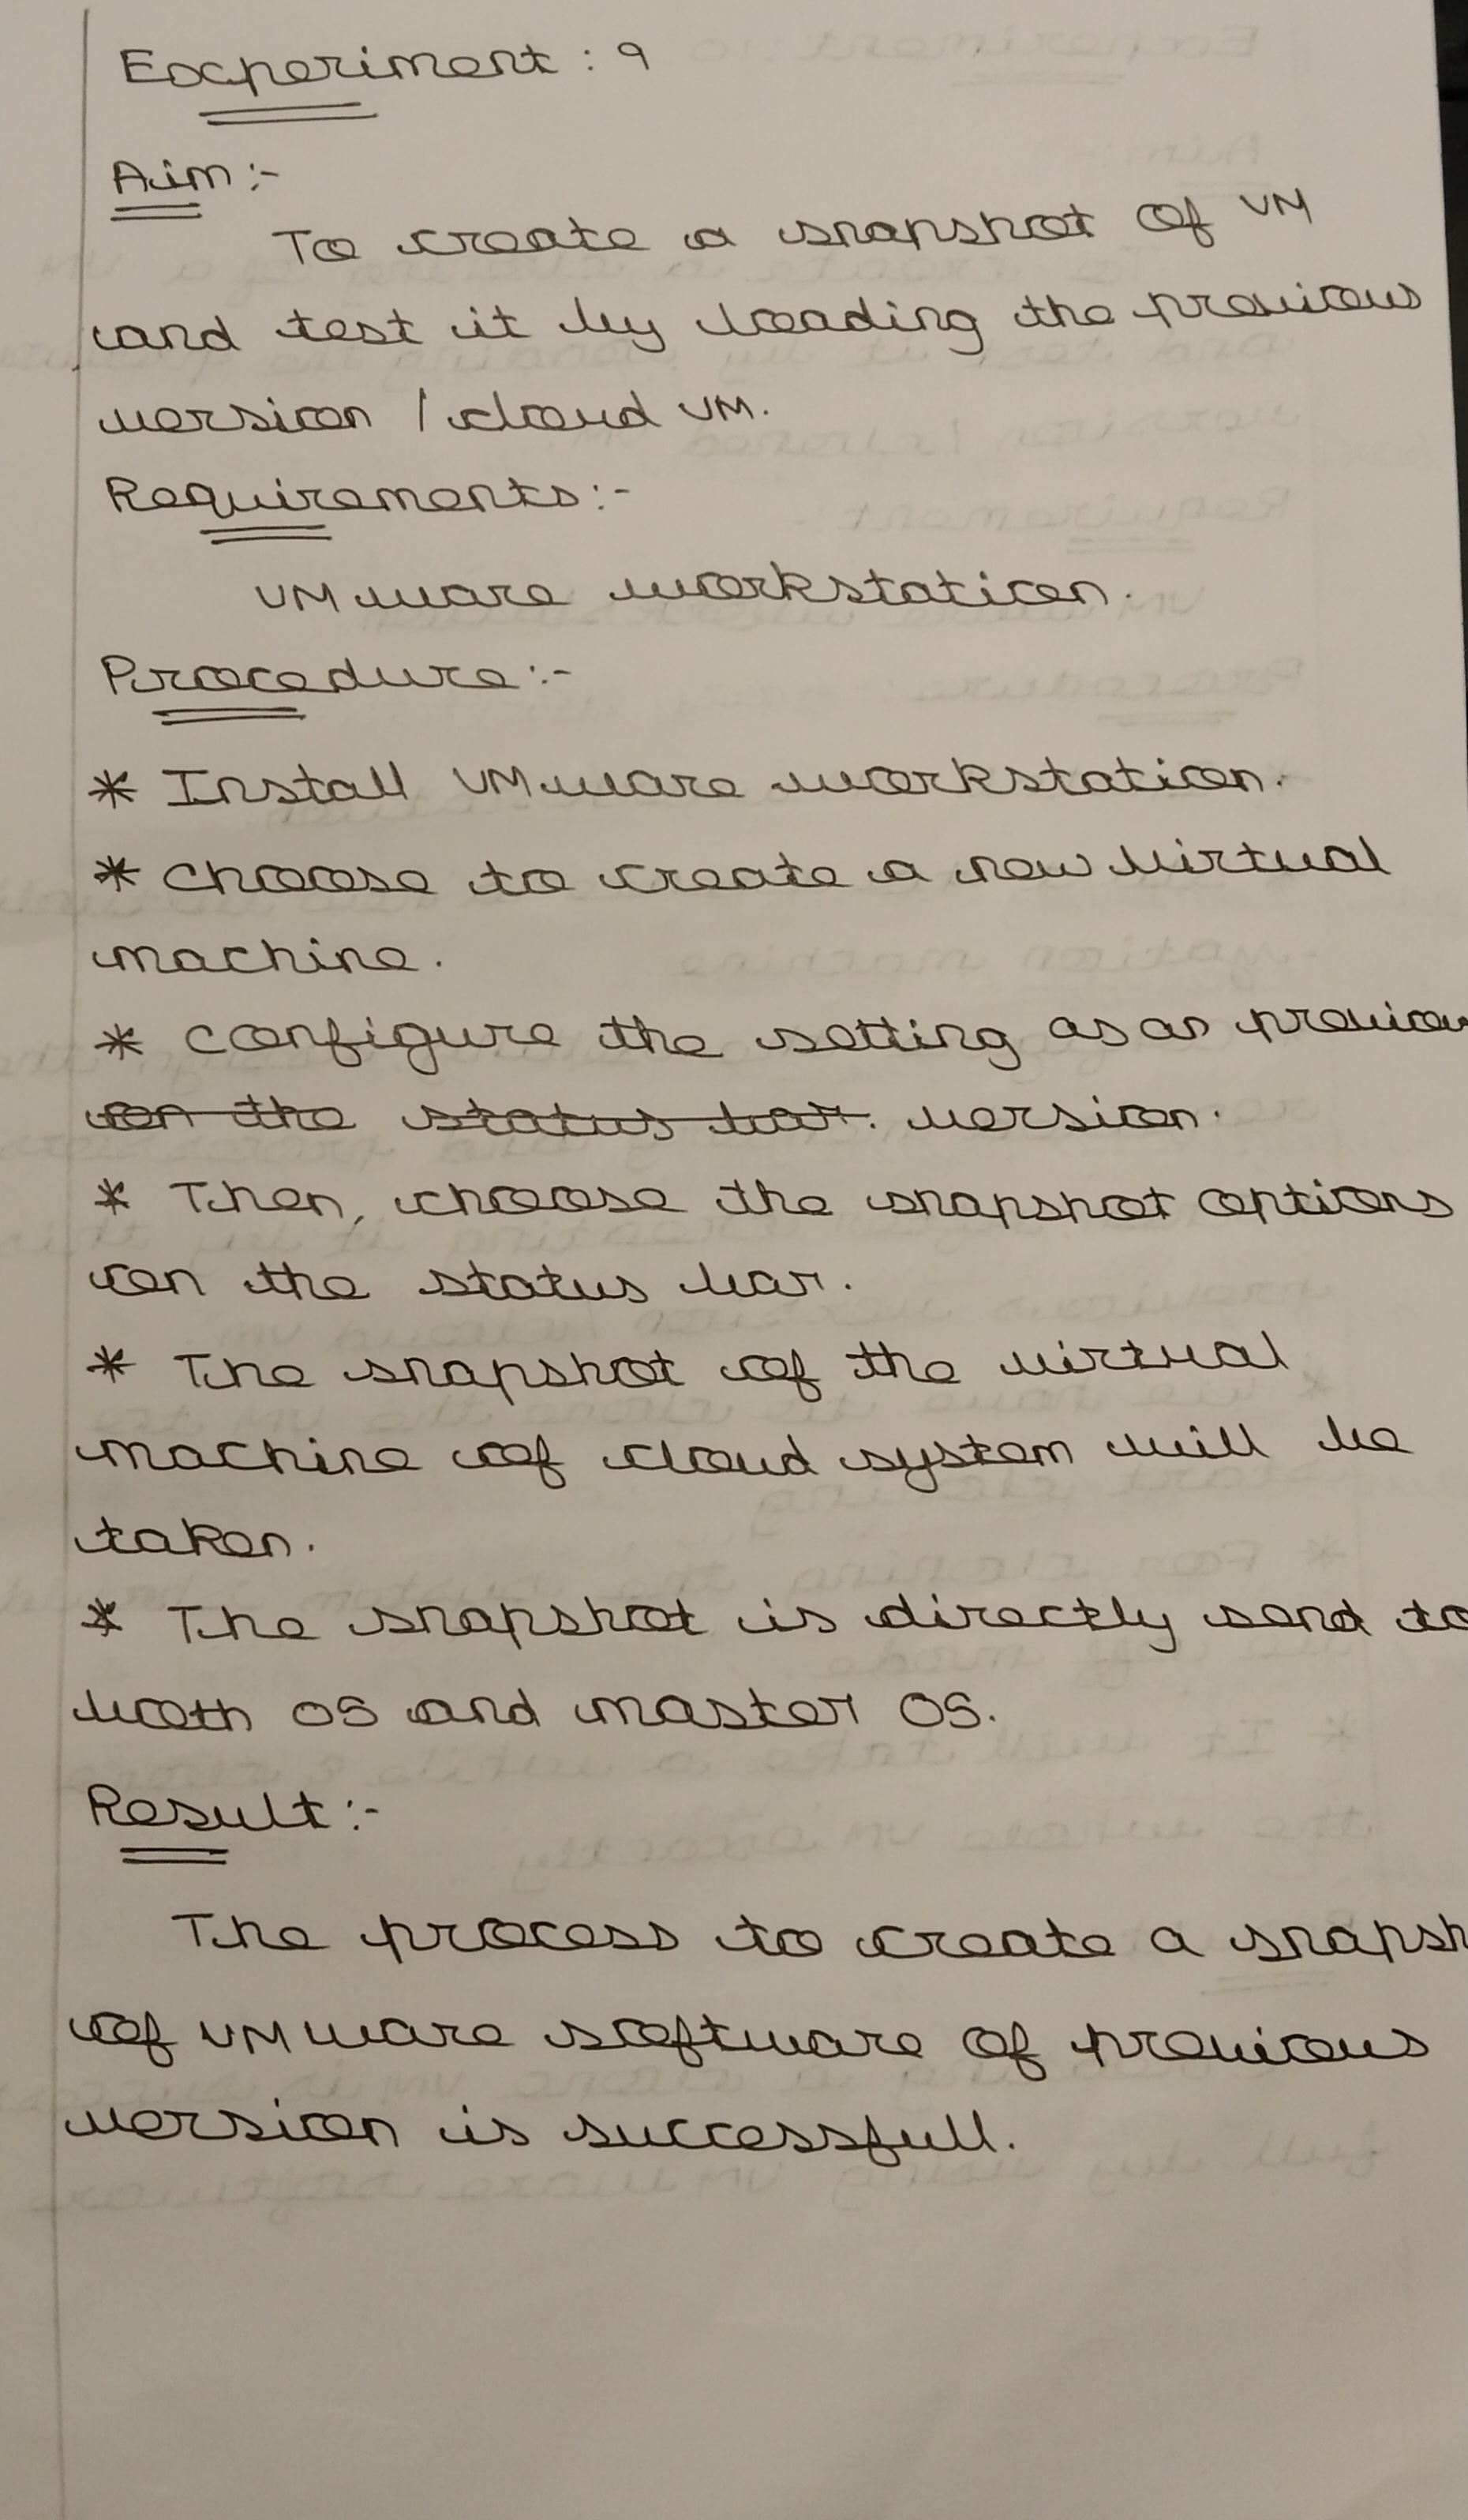 Experiment : 9
Aim :-
To create a snapshot of VM
and test it by loading the previous
version / cloud VM.
Requirements :-
VMware workstation.
Procedure :-
* Install VMware workstation.
* Choose to create a new virtual
machine.
* Configure the setting as as previou
on the status bar. version.
* Then, choose the snapshot options
on the status bar.
* The snapshot of the virtual
machine of cloud system will be
taken.
* The snapshot is directly send to
both OS and master OS.
Result :-
The process to create a snapsh
of VMware software of previous
version is successfull.